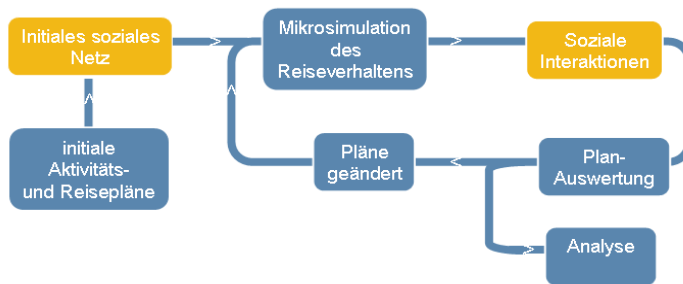 Initiales soziales
Netz
Mikrosimulation
des
Reiseverhaltens
Soziale
Interaktionen
initiale
Aktivitäts-
und Reisepläne
Pläne
geändert
Plan-
Auswertung
Analyse